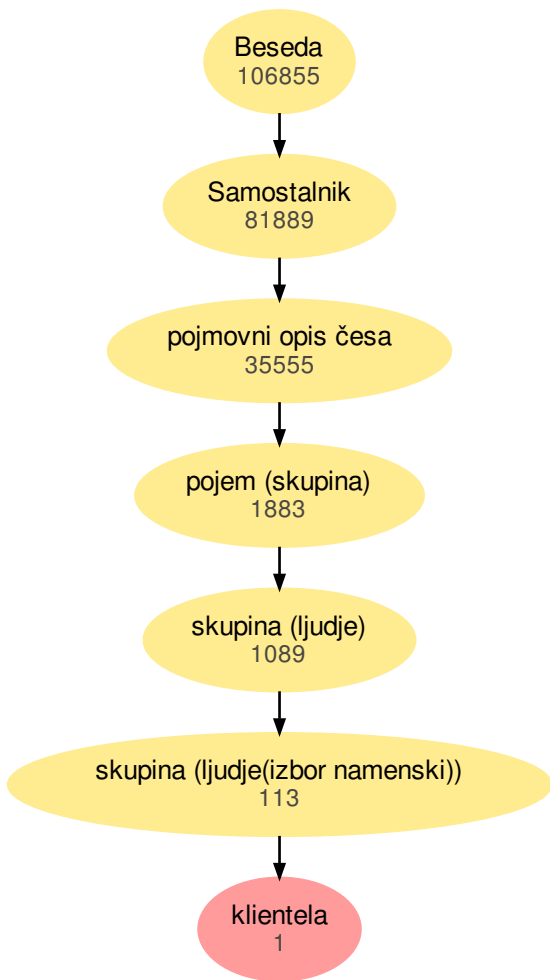 Beseda
106855
Samostalnik
81889
pojmovni opis česa
35555
pojem (skupina)
1883
skupina (ljudje)
1089
skupina (ljudje(izbor namenski))
113
klientela
1